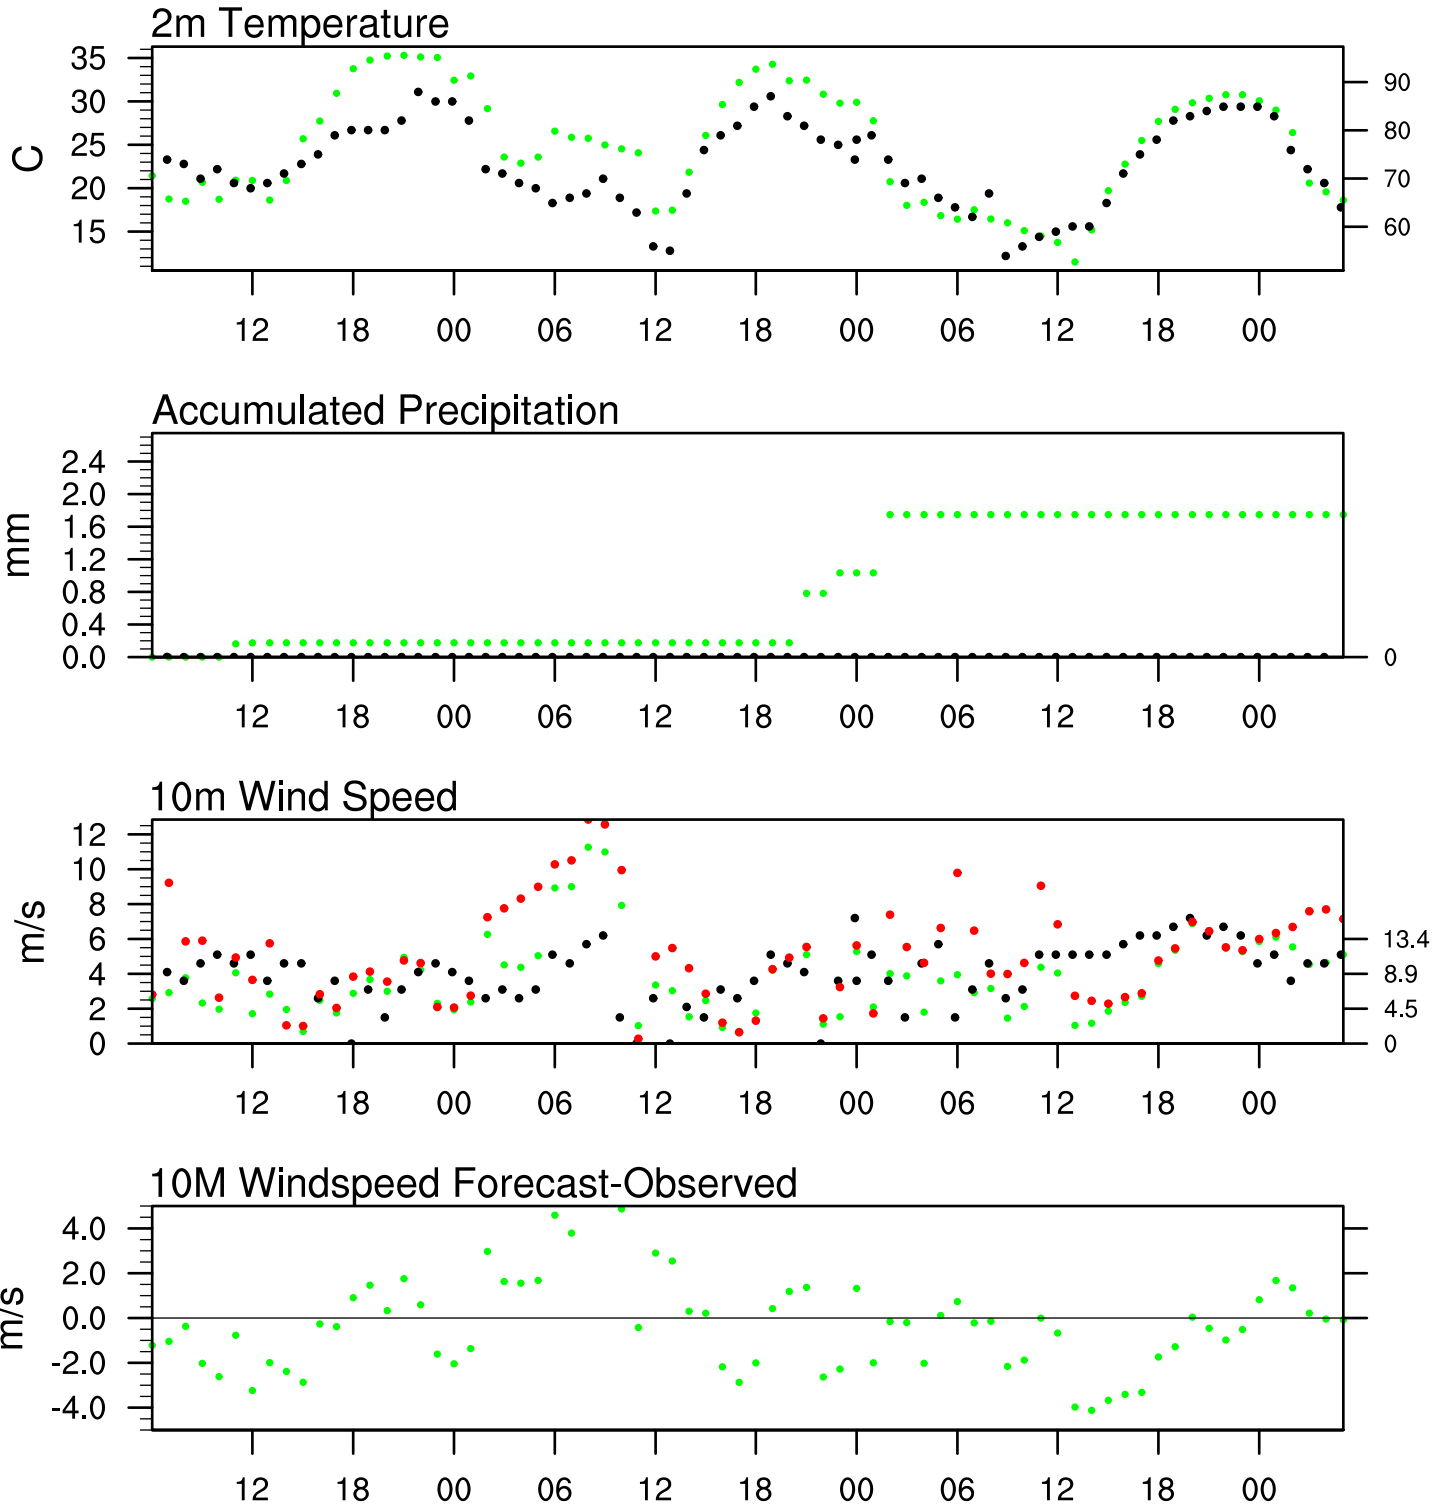 2m Temperature
35
30
25
20
15
C
90
80
70
60
12 18 00 06 12 18 00 06 12 18 00
Accumulated Precipitation
2.4
2.0
1.6
1.2
0.8
0.4
0.0
mm
0
12 18 00 06 12 18 00 06 12 18 00
10m Wind Speed
12
10
8
6
4
2
0
m/s
13.4
8.9
4.5
0
12 18 00 06 12 18 00 06 12 18 00
10M Windspeed Forecast-Observed
4.0
2.0
0.0
-2.0
-4.0
m/s
12 18 00 06 12 18 00 06 12 18 00